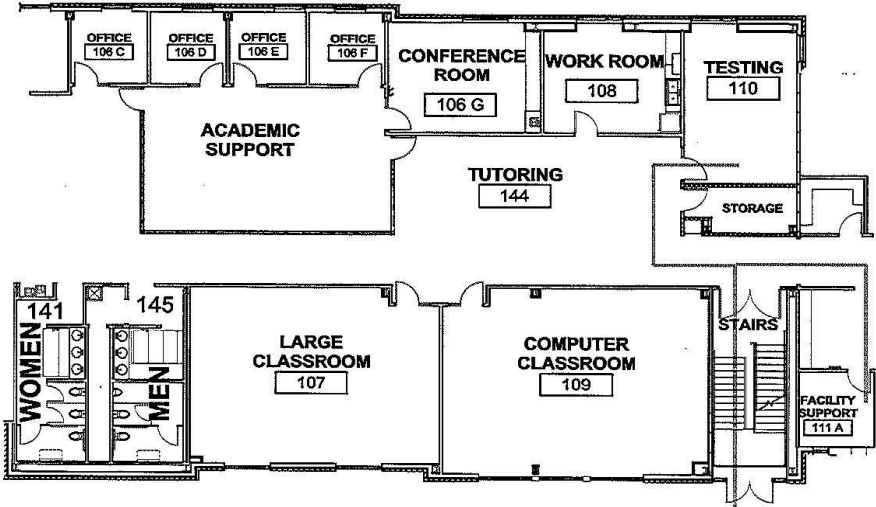 OFFICE
106 C
OFFICE
106 D
OFFICE
106 E
OFFICE
106 F
CONFERENCE
ROOM
106 G
WORK ROOM
108
TESTING
110
ACADEMIC
SUPPORT
TUTORING
144
STORAGE
141
WOMEN
145
MEN
LARGE
CLASSROOM
107
COMPUTER
CLASSROOM
109
STAIRS
FACILITY
SUPPORT
111 A